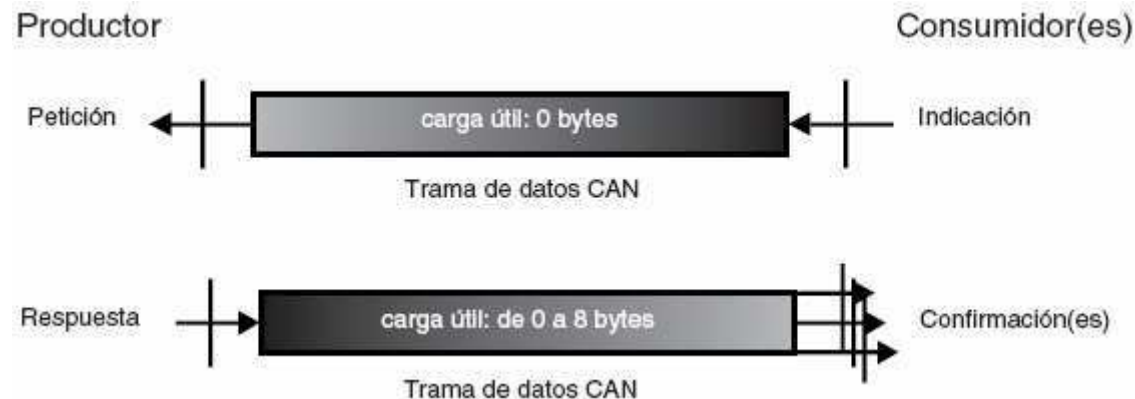 Productor
Consumidor(es)
Petición
carga útil: 0 bytes
Indicación
Trama de datos CAN
Respuesta
carga útil: de 0 a 8 bytes
Confirmación(es)
Trama de datos CAN